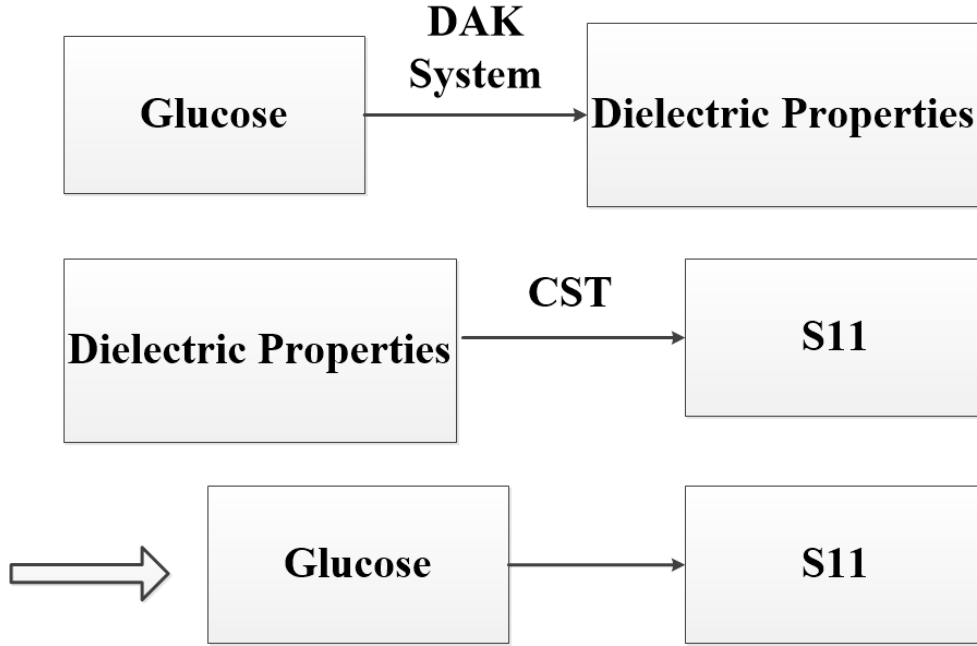 DAK
System
Glucose
Dielectric Properties
CST
Dielectric Properties
S11
Glucose
S11